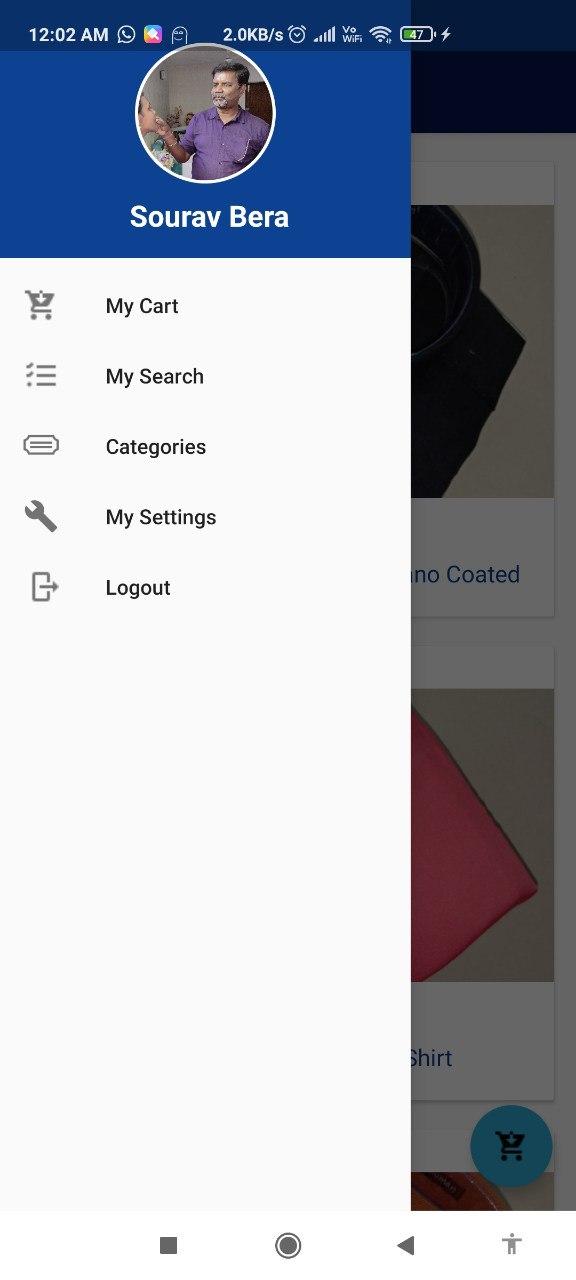 12:02 AM
2.0KB/s
Vo
WiFi
47
Sourav Bera
My Cart
My Search
Categories
My Settings
Logout
Coated
Shirt